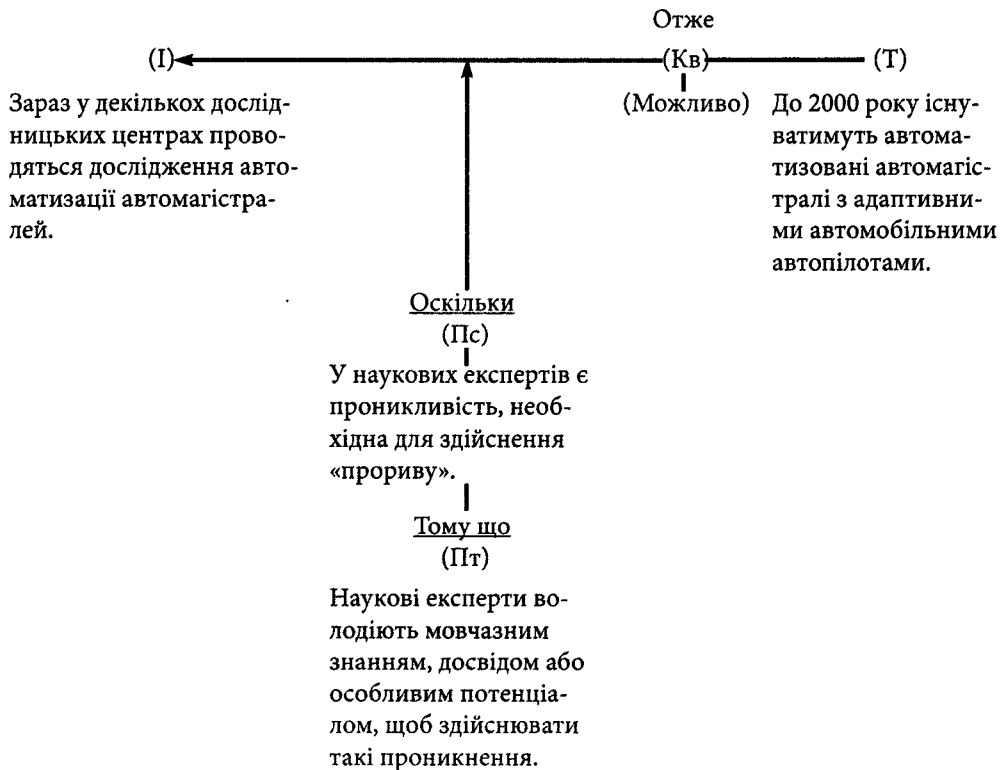 Отже
(І) (Кв) (Т)
(Можливо)
Зараз у декількох дослід-
ницьких центрах прово-
дяться дослідження авто-
матизації автомагістра-
лей.
До 2000 року існу-
ватимуть автома-
тизовані автомагіс-
тралі з адаптивни-
ми автомобільними
автопілотами.
Оскільки
(Пс)
У наукових експертів є
проникливість, необ-
хідна для здійснення
«прориву».
Тому що
(Пт)
Наукові експерти во-
лодіють мовчазним
знанням, досвідом або
особливим потенціа-
лом, щоб здійснювати
такі проникнення.